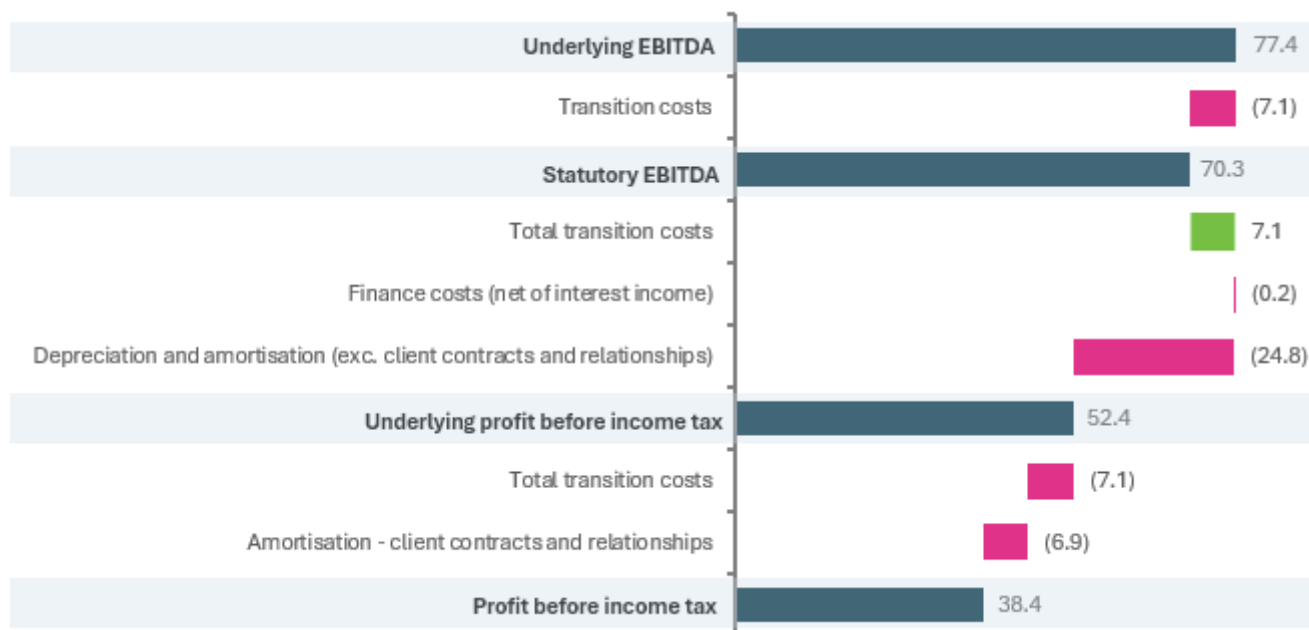 Underlying EBITDA 77.4
Transition costs (7.1)
Statutory EBITDA 70.3
Total transition costs 7.1
Finance costs (net of interest income) (0.2)
Depreciation and amortisation (exc. client contracts and relationships) (24.8)
Underlying profit before income tax 52.4
Total transition costs (7.1)
Amortisation - client contracts and relationships (6.9)
Profit before income tax 38.4